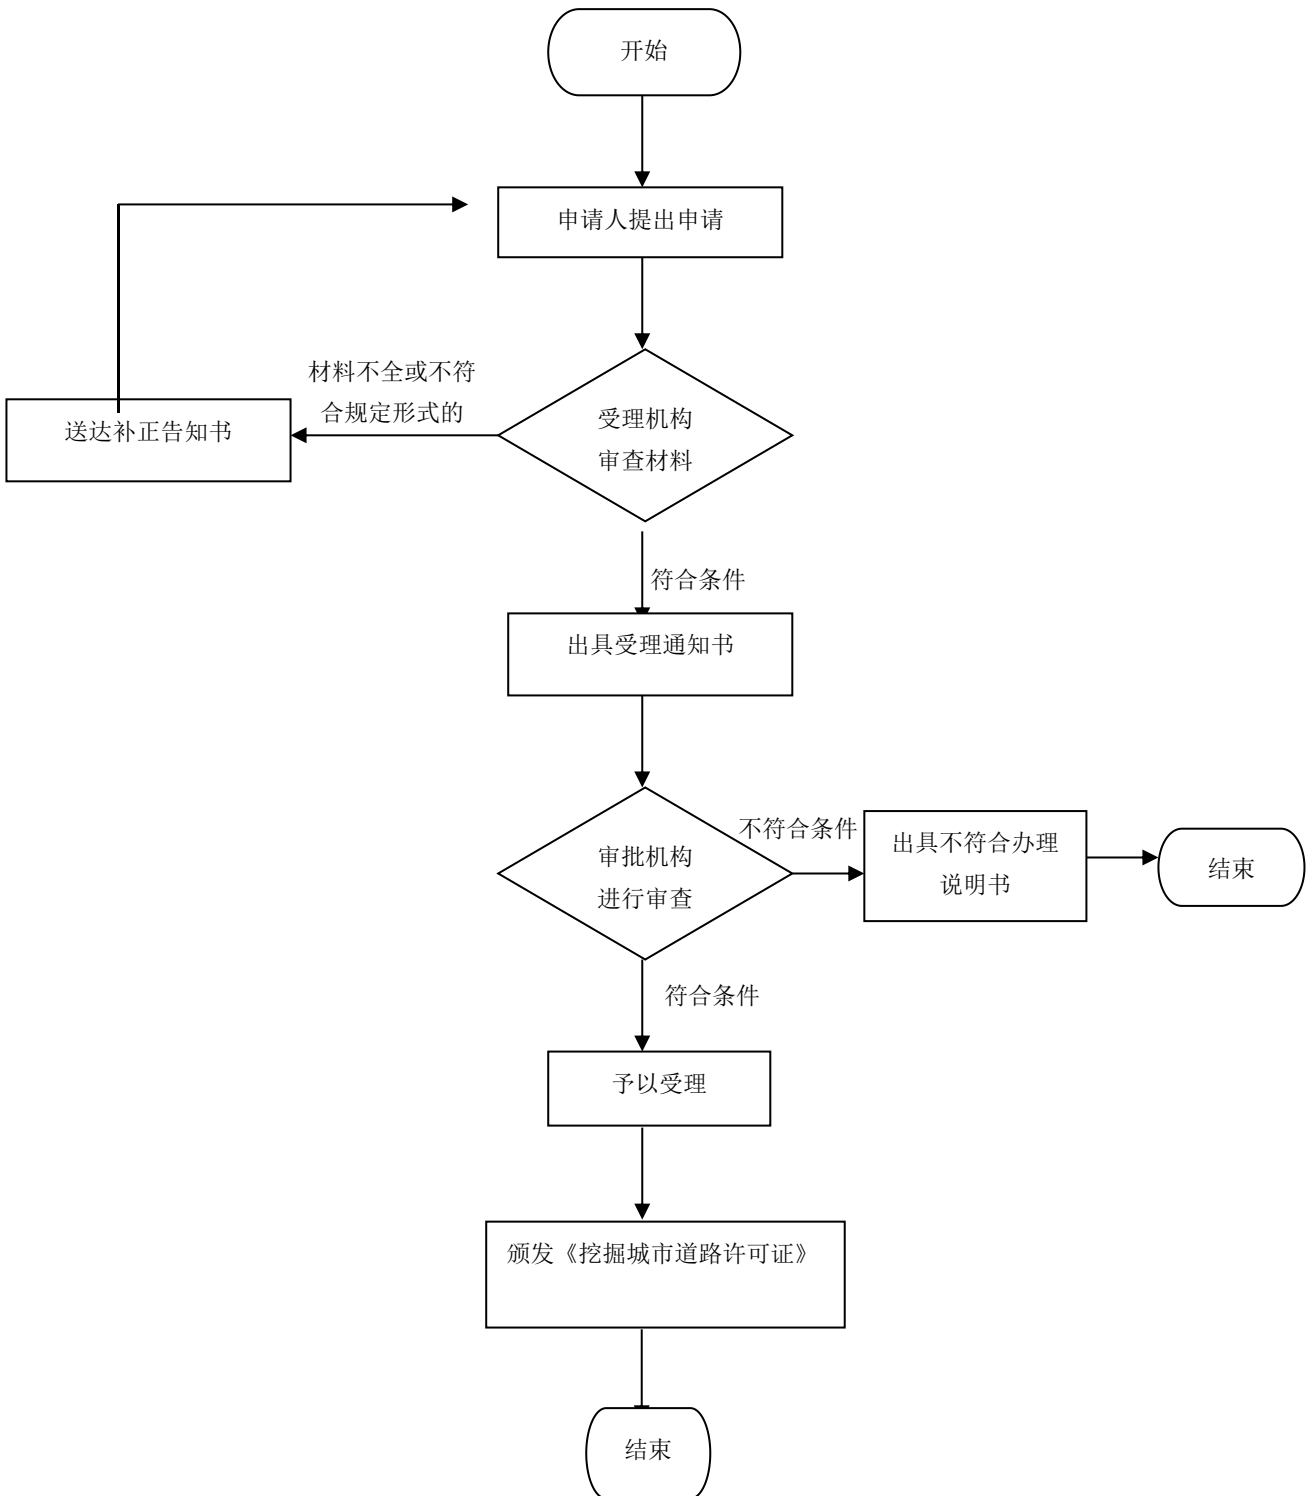 开始
申请人提出申请
材料不全或不符
合规定形式的
受理机构
审查材料
送达补正告知书
符合条件
出具受理通知书
审批机构
进行审查
不符合条件
出具不符合办理
说明书
结束
符合条件
予以受理
颁发《挖掘城市道路许可证》
结束